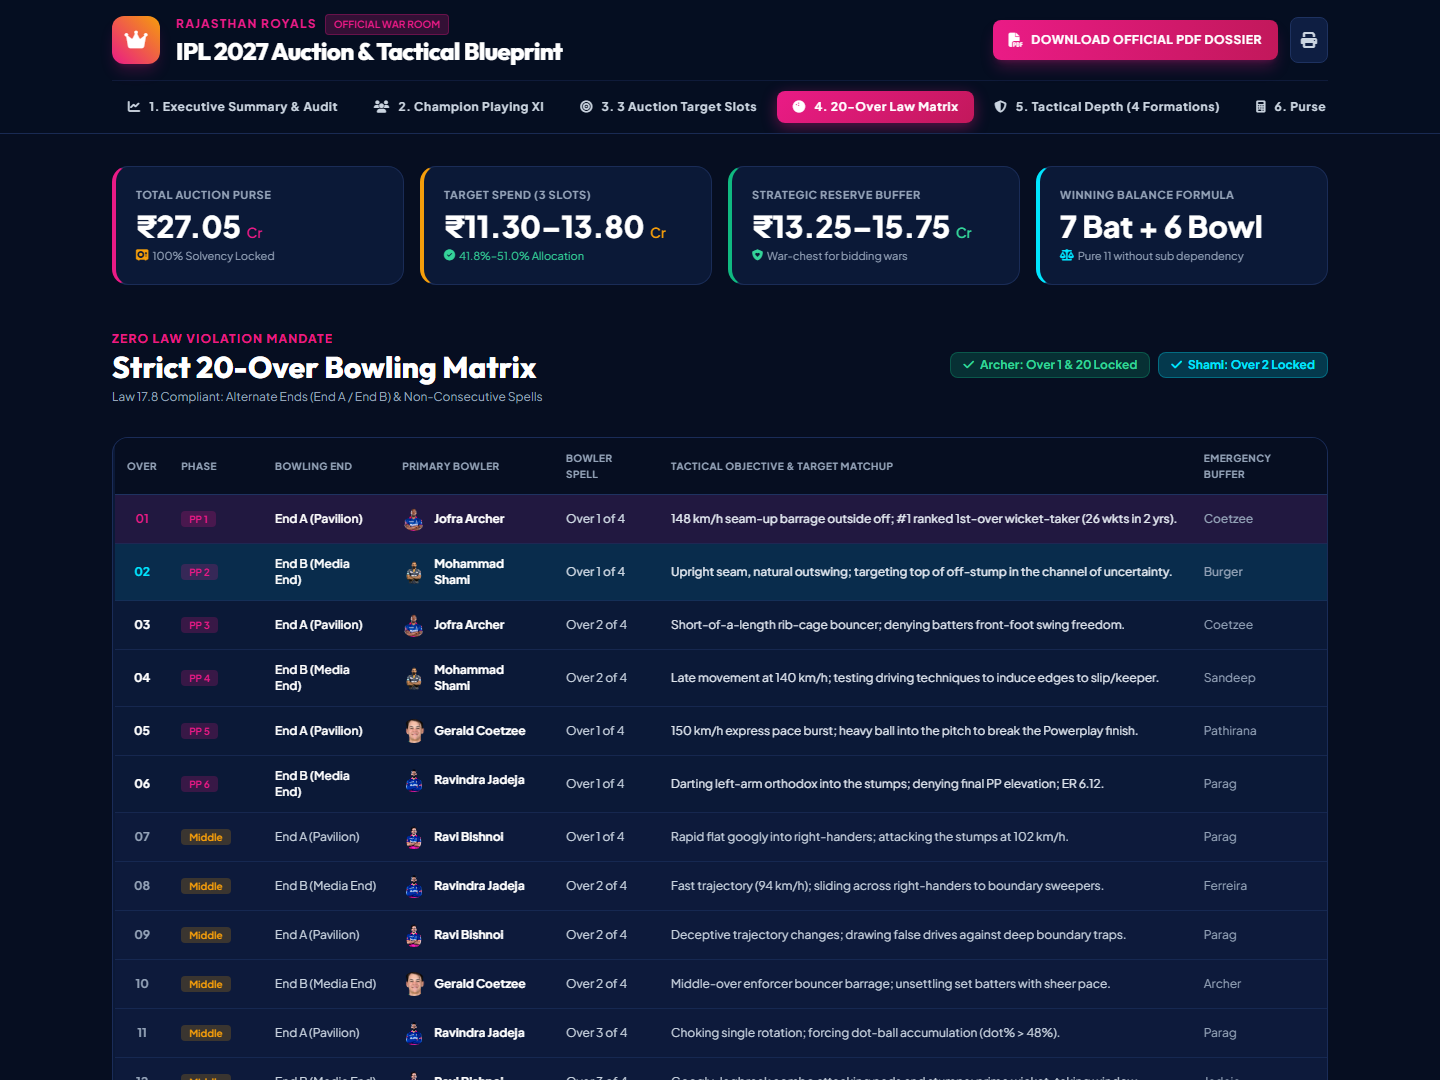 RAJASTHAN ROYALS OFFICIAL WAR ROOM
IPL 2027 Auction & Tactical Blueprint
DOWNLOAD OFFICIAL PDF DOSSIER
1. Executive Summary & Audit
2. Champion Playing XI
3. 3 Auction Target Slots
4. 20-Over Law Matrix
5. Tactical Depth (4 Formations)
6. Purse
TOTAL AUCTION PURSE
₹27.05 Cr
100% Solvency Locked
TARGET SPEND (3 SLOTS)
₹11.30–13.80 Cr
41.8%–51.0% Allocation
STRATEGIC RESERVE BUFFER
₹13.25–15.75 Cr
War-chest for bidding wars
WINNING BALANCE FORMULA
7 Bat + 6 Bowl
Pure 11 without sub dependency
ZERO LAW VIOLATION MANDATE
Strict 20-Over Bowling Matrix
Law 17.8 Compliant: Alternate Ends (End A / End B) & Non-Consecutive Spells
Archer: Over 1 & 20 Locked
Shami: Over 2 Locked
OVER PHASE BOWLING END PRIMARY BOWLER BOWLER SPELL TACTICAL OBJECTIVE & TARGET MATCHUP EMERGENCY BUFFER
01 PP 1 End A (Pavilion) Jofra Archer Over 1 of 4 148 km/h seam-up barrage outside off; #1 ranked 1st-over wicket-taker (26 wkts in 2 yrs). Coetzee
02 PP 2 End B (Media End) Mohammad Shami Over 1 of 4 Upright seam, natural outswing; targeting top of off-stump in the channel of uncertainty. Burger
03 PP 3 End A (Pavilion) Jofra Archer Over 2 of 4 Short-of-a-length rib-cage bouncer; denying batters front-foot swing freedom. Coetzee
04 PP 4 End B (Media End) Mohammad Shami Over 2 of 4 Late movement at 140 km/h; testing driving techniques to induce edges to slip/keeper. Sandeep
05 PP 5 End A (Pavilion) Gerald Coetzee Over 1 of 4 150 km/h express pace burst; heavy ball into the pitch to break the Powerplay finish. Pathirana
06 PP 6 End B (Media End) Ravindra Jadeja Over 1 of 4 Darting left-arm orthodox into the stumps; denying final PP elevation; ER 6.12. Parag
07 Middle End A (Pavilion) Ravi Bishnoi Over 1 of 4 Rapid flat googly into right-handers; attacking the stumps at 102 km/h. Parag
08 Middle End B (Media End) Ravindra Jadeja Over 2 of 4 Fast trajectory (94 km/h); sliding across right-handers to boundary sweepers. Ferreira
09 Middle End A (Pavilion) Ravi Bishnoi Over 2 of 4 Deceptive trajectory changes; drawing false drives against deep boundary traps. Parag
10 Middle End B (Media End) Gerald Coetzee Over 2 of 4 Middle-over enforcer bouncer barrage; unsettling set batters with sheer pace. Archer
11 Middle End A (Pavilion) Ravindra Jadeja Over 3 of 4 Choking single rotation; forcing dot-ball accumulation (dot% > 48%). Parag